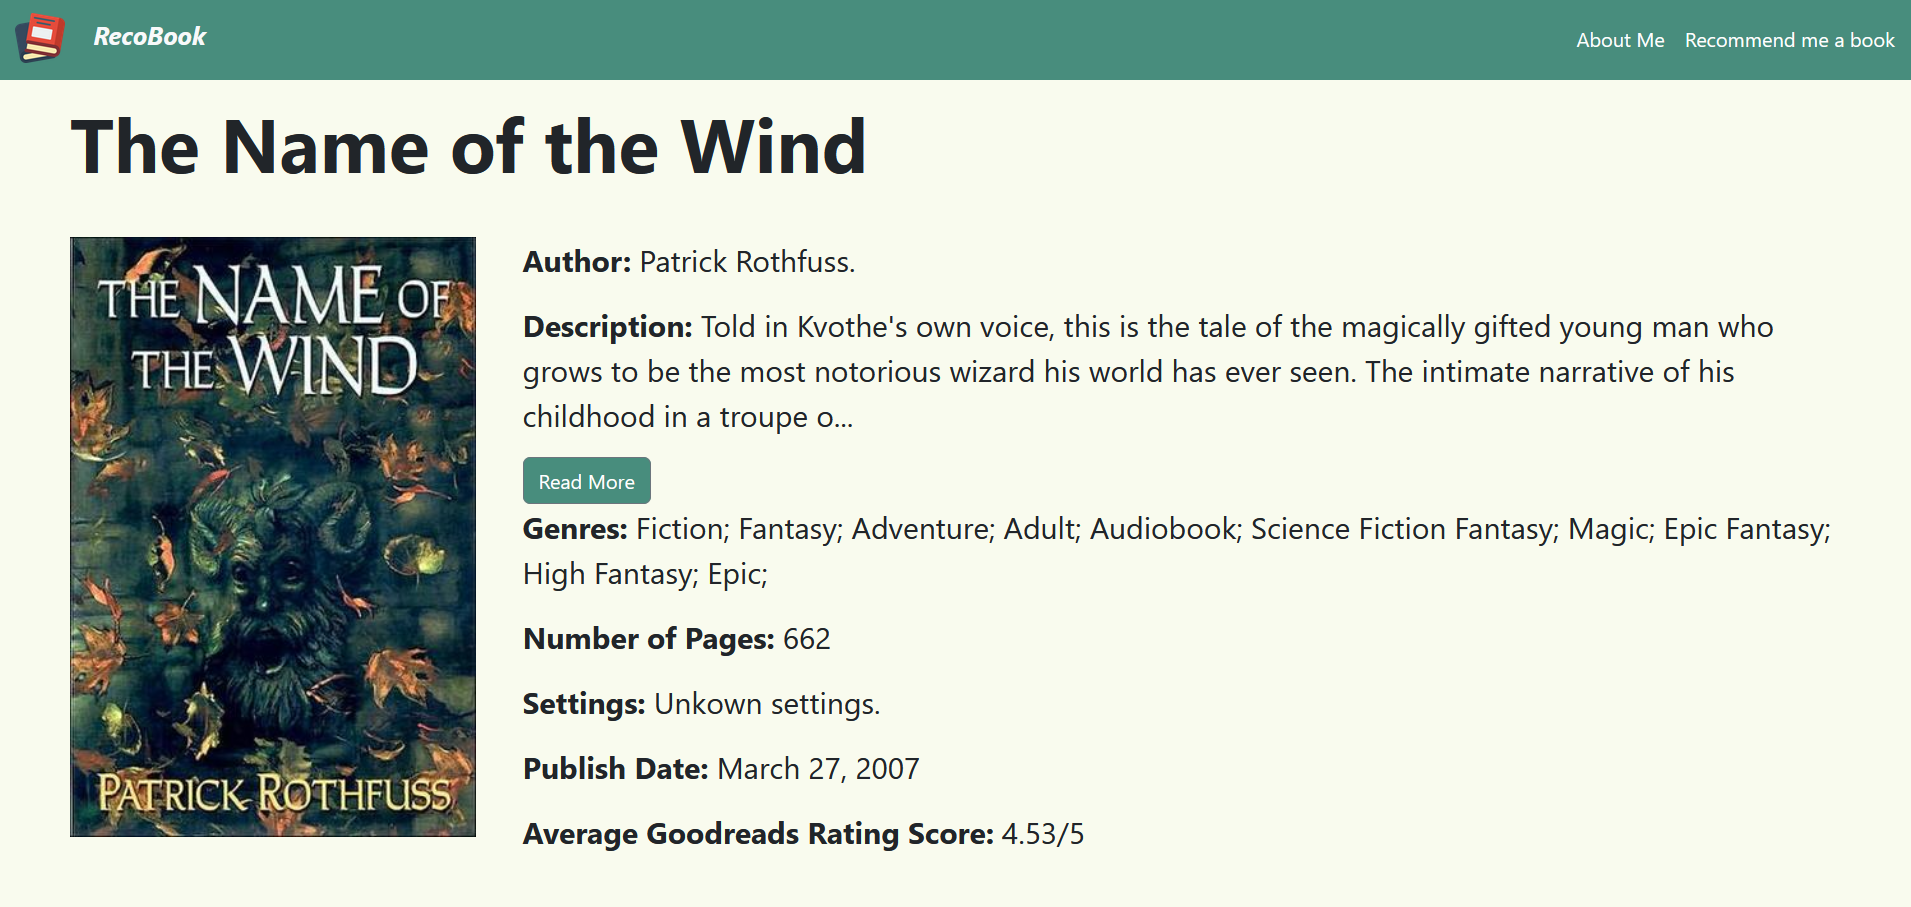 RecoBook
About Me
Recommend me a book
The Name of the Wind
THE NAME OF
THE WIND
PATRICK ROTHFUSS
Author: Patrick Rothfuss.
Description: Told in Kvothe's own voice, this is the tale of the magically gifted young man who
grows to be the most notorious wizard his world has ever seen. The intimate narrative of his
childhood in a troupe o...
Read More
Genres: Fiction; Fantasy; Adventure; Adult; Audiobook; Science Fiction Fantasy; Magic; Epic Fantasy;
High Fantasy; Epic;
Number of Pages: 662
Settings: Unkown settings.
Publish Date: March 27, 2007
Average Goodreads Rating Score: 4.53/5